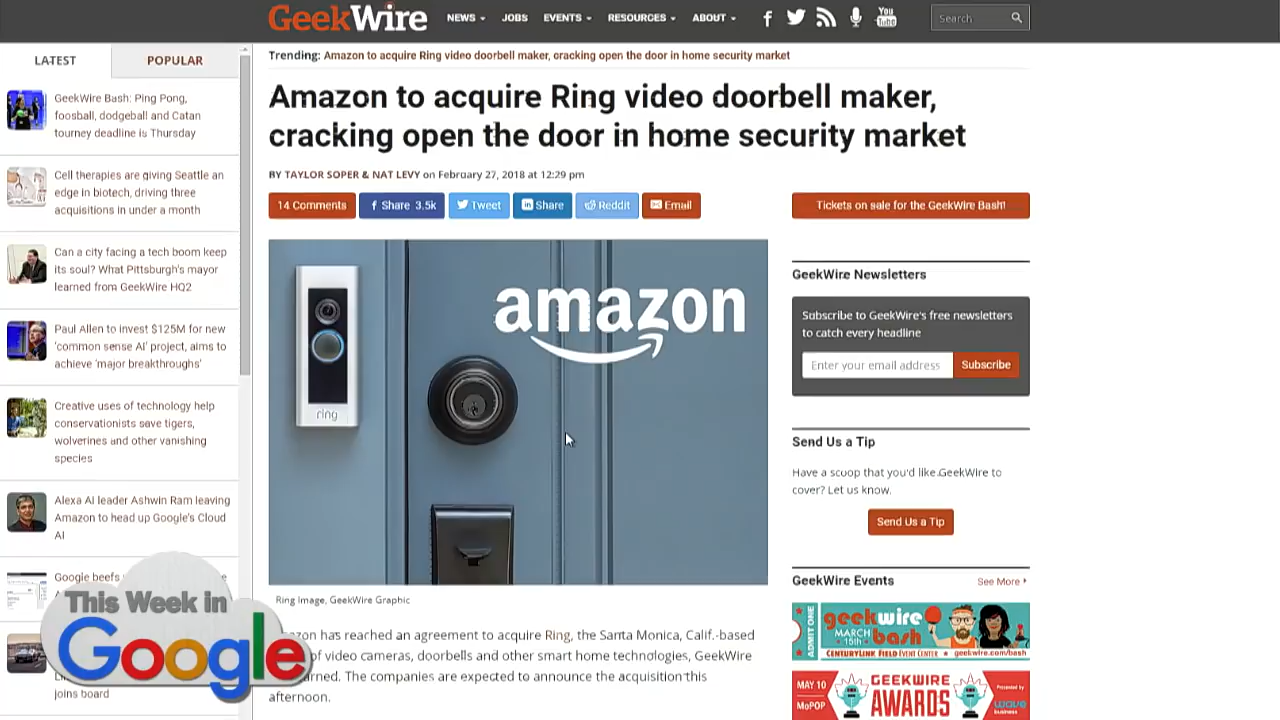 GeekWire
NEWS
JOBS
EVENTS
RESOURCES
ABOUT
You
Tube
Search
LATEST
POPULAR
GeekWire Bash: Ping Pong,
foosball, dodgeball and Catan
tourney deadline is Thursday
Cell therapies are giving Seattle an
edge in biotech, driving three
acquisitions in under a month
Can a city facing a tech boom keep
its soul? What Pittsburgh's mayor
learned from GeekWire HQ2
Paul Allen to invest $125M for new
'common sense AI' project, aims to
achieve 'major breakthroughs'
Creative uses of technology help
conservationists save tigers,
wolverines and other vanishing
species
Alexa AI leader Ashwin Ram leaving
Amazon to head up Google's Cloud
AI
Google beefs
joins board
This Week in
Google
Trending: Amazon to acquire Ring video doorbell maker, cracking open the door in home security market
Amazon to acquire Ring video doorbell maker,
cracking open the door in home security market
BY TAYLOR SOPER & NAT LEVY on February 27, 2018 at 12:29 pm
14 Comments
Share 3.5k
Tweet
Share
Reddit
Email
amazon
ring
Ring Image, GeekWire Graphic
has reached an agreement to acquire Ring, the Santa Monica, Calif.-based
of video cameras, doorbells and other smart home technologies, GeekWire
The companies are expected to announce the acquisition this
afternoon.
Tickets on sale for the GeekWire Bash!
GeekWire Newsletters
Subscribe to GeekWire's free newsletters
to catch every headline
Enter your email address
Subscribe
Send Us a Tip
Have a scoop that you'd like GeekWire to
cover? Let us know.
Send Us a Tip
GeekWire Events
See More
ADMIT ONE
geekwire
MARCH
15th
bash
CENTURYLINK FIELD EVENT CENTER
geekwire.com/bash
MAY 10
MoPOP
GEEKWIRE
AWARDS
Presented by
wave
business